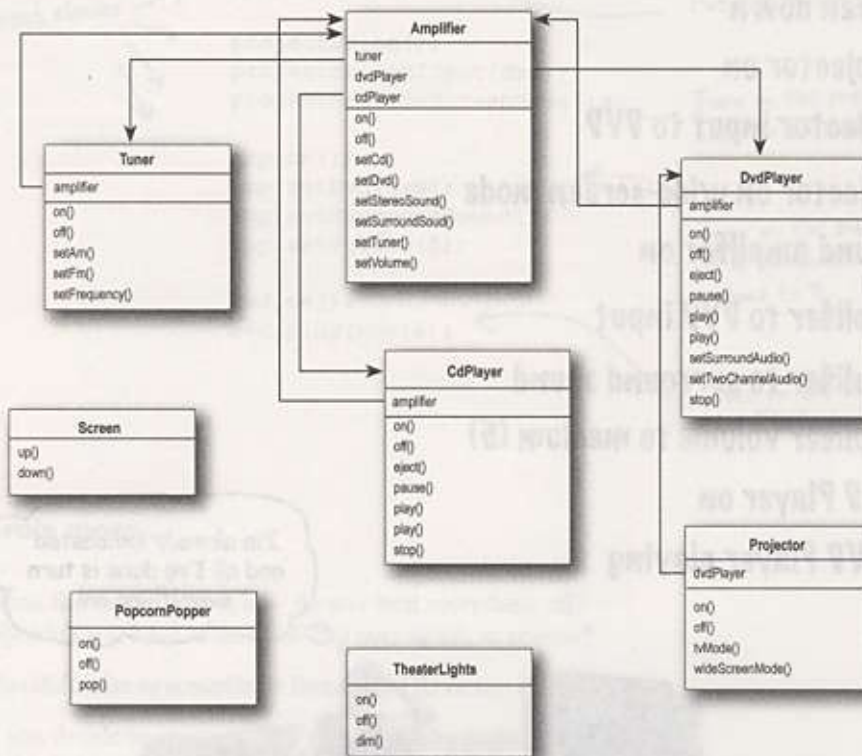 Amplifier
tuner
dvdPlayer
cdPlayer
on()
off()
setCd()
setDvd()
setStereoSound()
setSurroundSoud()
setTuner()
setVolume()
Tuner
amplifier
on()
off()
setAm()
setFm()
setFrequency()
DvdPlayer
amplifier
on()
off()
eject()
pause()
play()
play()
setSurroundAudio()
setTwoChannelAudio()
stop()
CdPlayer
amplifier
on()
off()
eject()
pause()
play()
play()
stop()
Screen
up()
down()
Projector
dvdPlayer
on()
off()
tvMode()
wideScreenMode()
PopcornPopper
on()
off()
pop()
TheaterLights
on()
off()
dim()